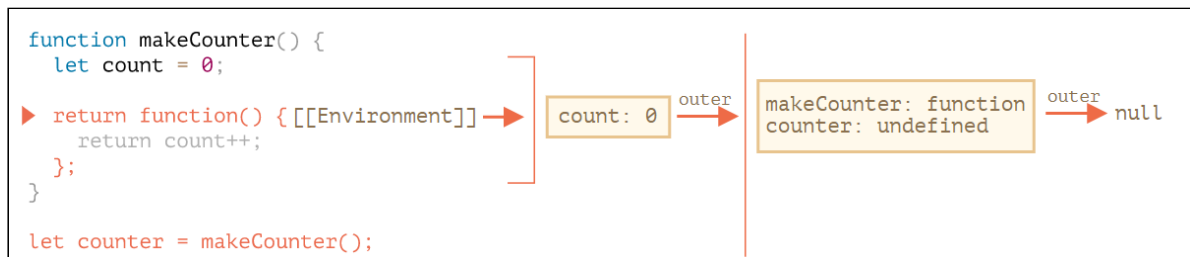 function makeCounter() {
let count = 0;
return function() { [[Environment]]
return count++;
};
}
let counter = makeCounter();
count: 0
outer
makeCounter: function
counter: undefined
outer
null